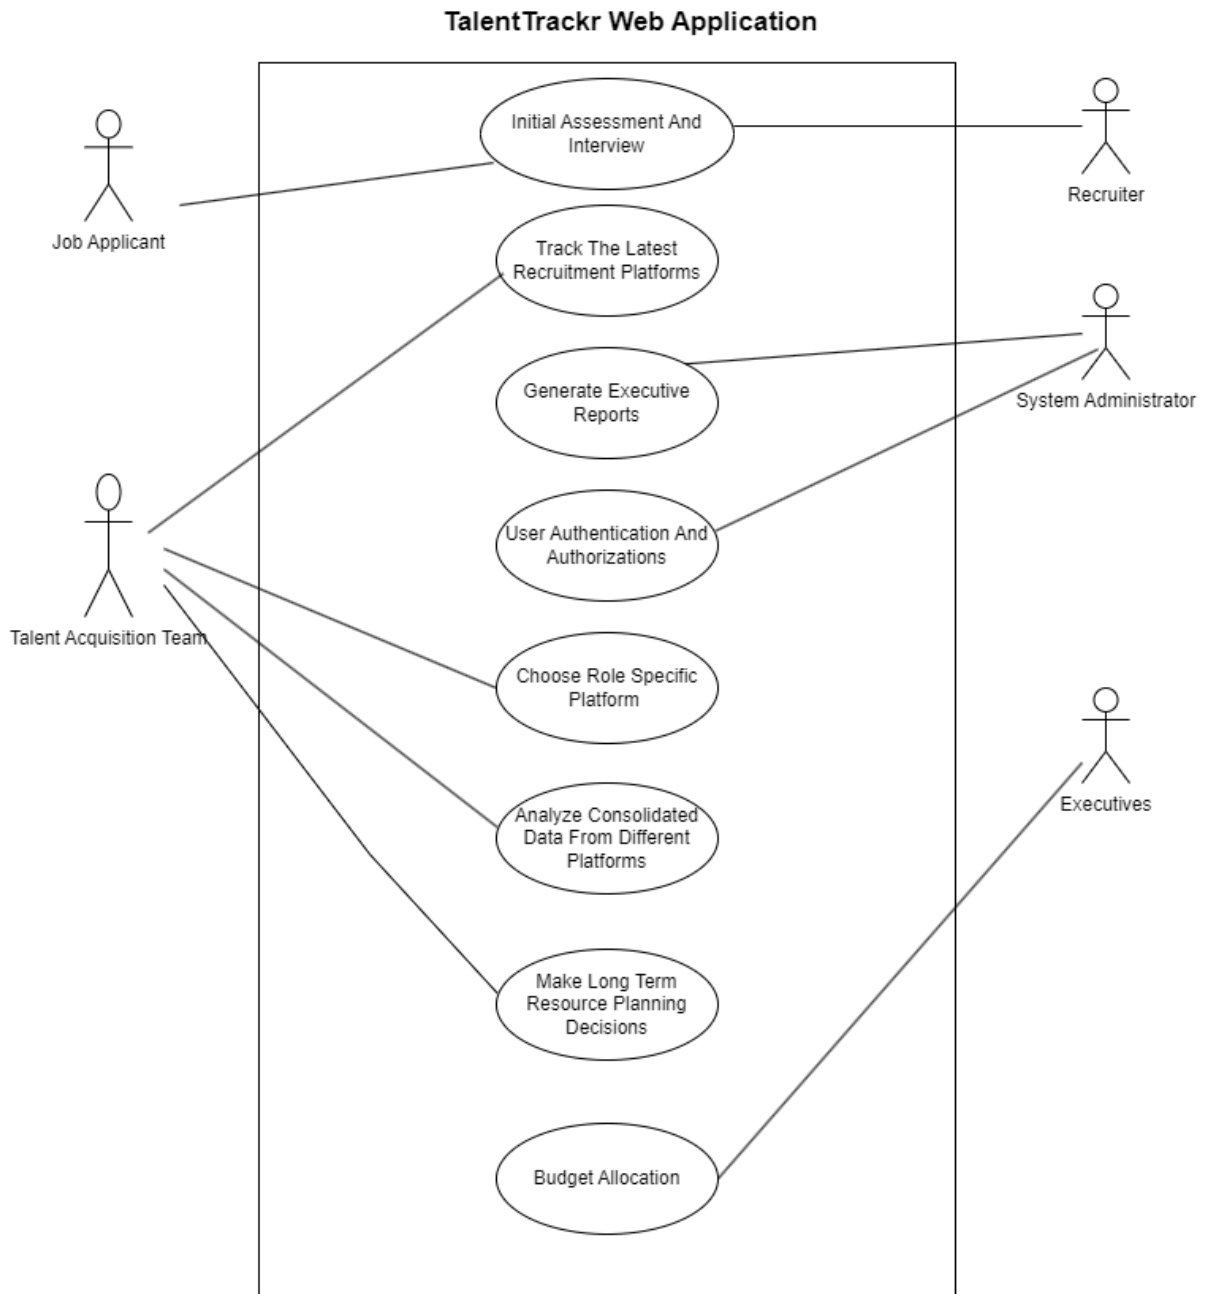 TalentTrackr Web Application
Initial Assessment And
Interview
Recruiter
Job Applicant
Track The Latest
Recruitment Platforms
Generate Executive
Reports
System Administrator
User Authentication And
Authorizations
Talent Acquisition Team
Choose Role Specific
Platform
Analyze Consolidated
Data From Different
Platforms
Executives
Make Long Term
Resource Planning
Decisions
Budget Allocation